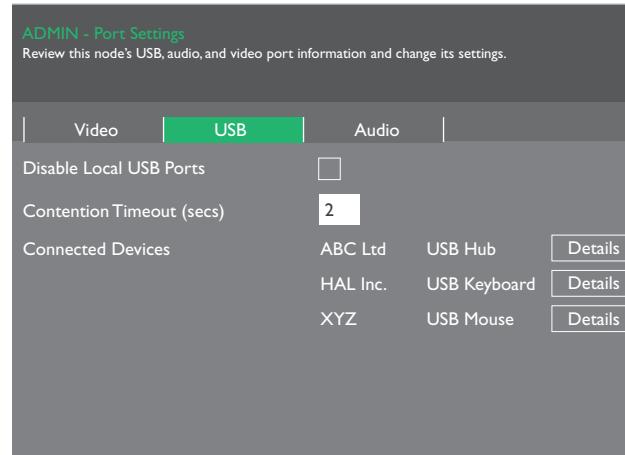 ADMIN - Port Settings
Review this node's USB, audio, and video port information and change its settings.
Video USB Audio
Disable Local USB Ports
Contention Timeout (secs) 2
Connected Devices ABC Ltd USB Hub Details
HAL Inc. USB Keyboard Details
XYZ USB Mouse Details